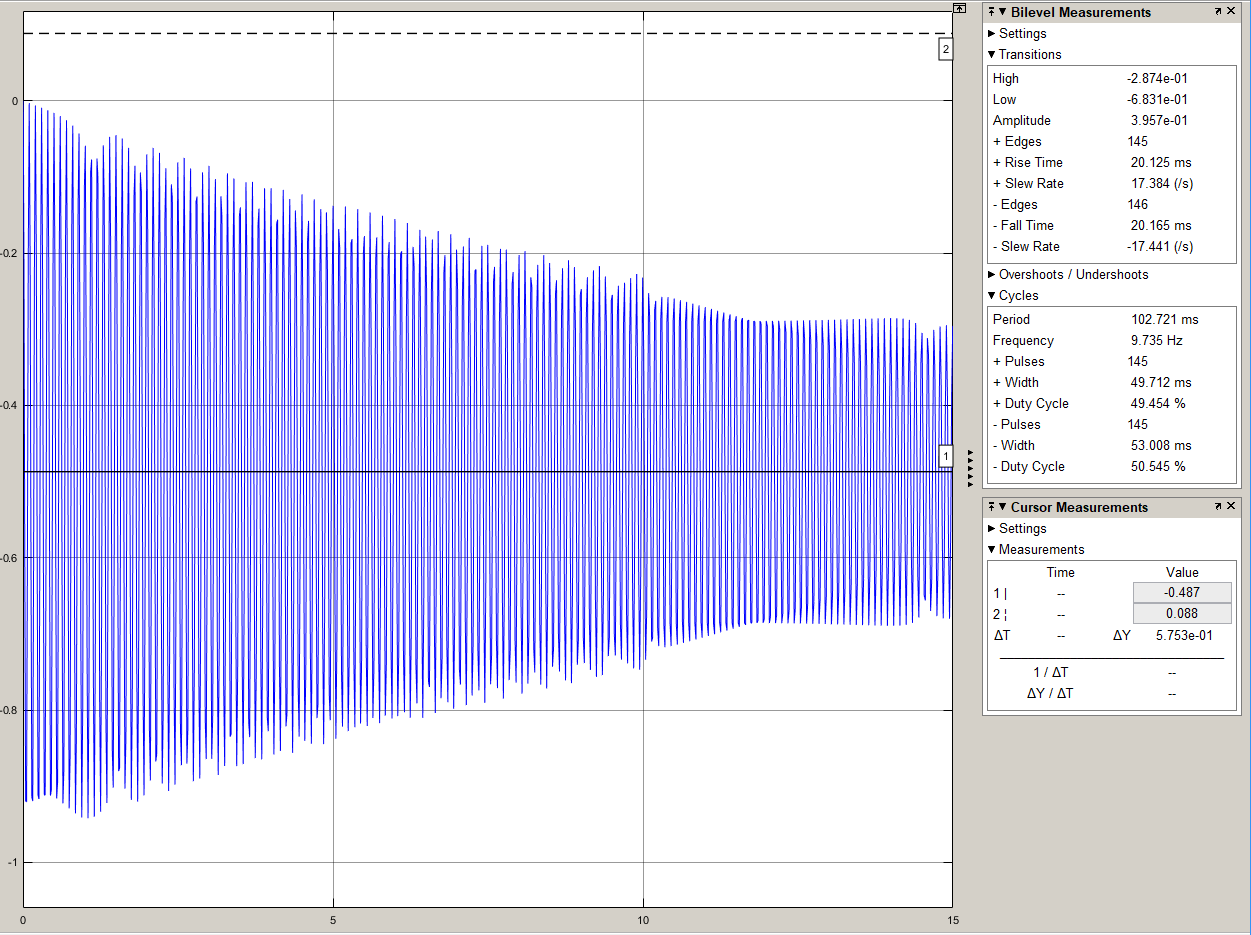 0
-0.2
-0.4
-0.6
-0.8
-1
0 5 10 15
2
1
Bilevel Measurements
Settings
Transitions
High -2.874e-01
Low -6.831e-01
Amplitude 3.957e-01
+ Edges 145
+ Rise Time 20.125 ms
+ Slew Rate 17.384 (/s)
- Edges 146
- Fall Time 20.165 ms
- Slew Rate -17.441 (/s)
Overshoots / Undershoots
Cycles
Period 102.721 ms
Frequency 9.735 Hz
+ Pulses 145
+ Width 49.712 ms
+ Duty Cycle 49.454 %
- Pulses 145
- Width 53.008 ms
- Duty Cycle 50.545 %
Cursor Measurements
Settings
Measurements
Time Value
1 | -- -0.487
2 ¦ -- 0.088
ΔT -- ΔY 5.753e-01
1 / ΔT --
ΔY / ΔT --